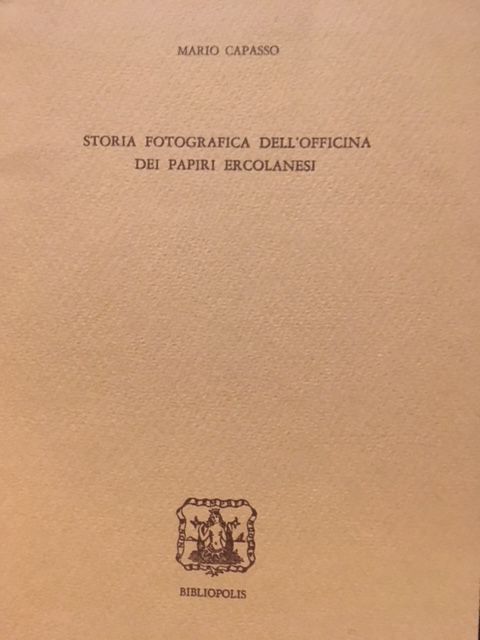 MARIO CAPASSO
STORIA FOTOGRAFICA DELL'OFFICINA
DEI PAPIRI ERCOLANESI
BIBLIOPOLIS